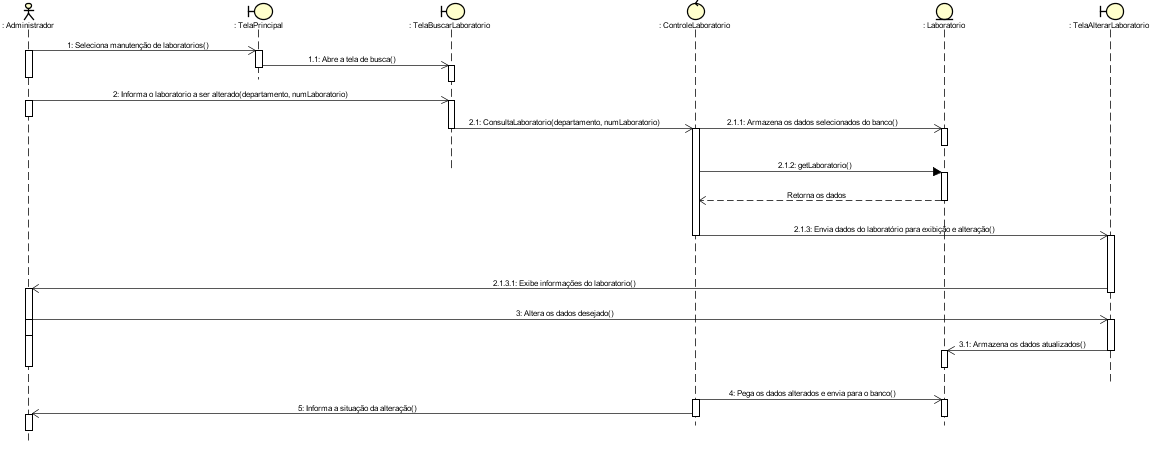 : Administrador
: TelaPrincipal
: TelaBuscarLaboratorio
: ControleLaboratorio
: Laboratorio
: TelaAlterarLaboratorio
1: Seleciona manutenção de laboratorios()
1.1: Abre a tela de busca()
2: Informa o laboratorio a ser alterado(departamento, numLaboratorio)
2.1: ConsultaLaboratorio(departamento, numLaboratorio)
2.1.1: Armazena os dados selecionados do banco()
2.1.2: getLaboratorio()
Retorna os dados
2.1.3: Envia dados do laboratório para exibição e alteração()
2.1.3.1: Exibe informações do laboratorio()
3: Altera os dados desejado()
3.1: Armazena os dados atualizados()
4: Pega os dados alterados e envia para o banco()
5: Informa a situação da alteração()